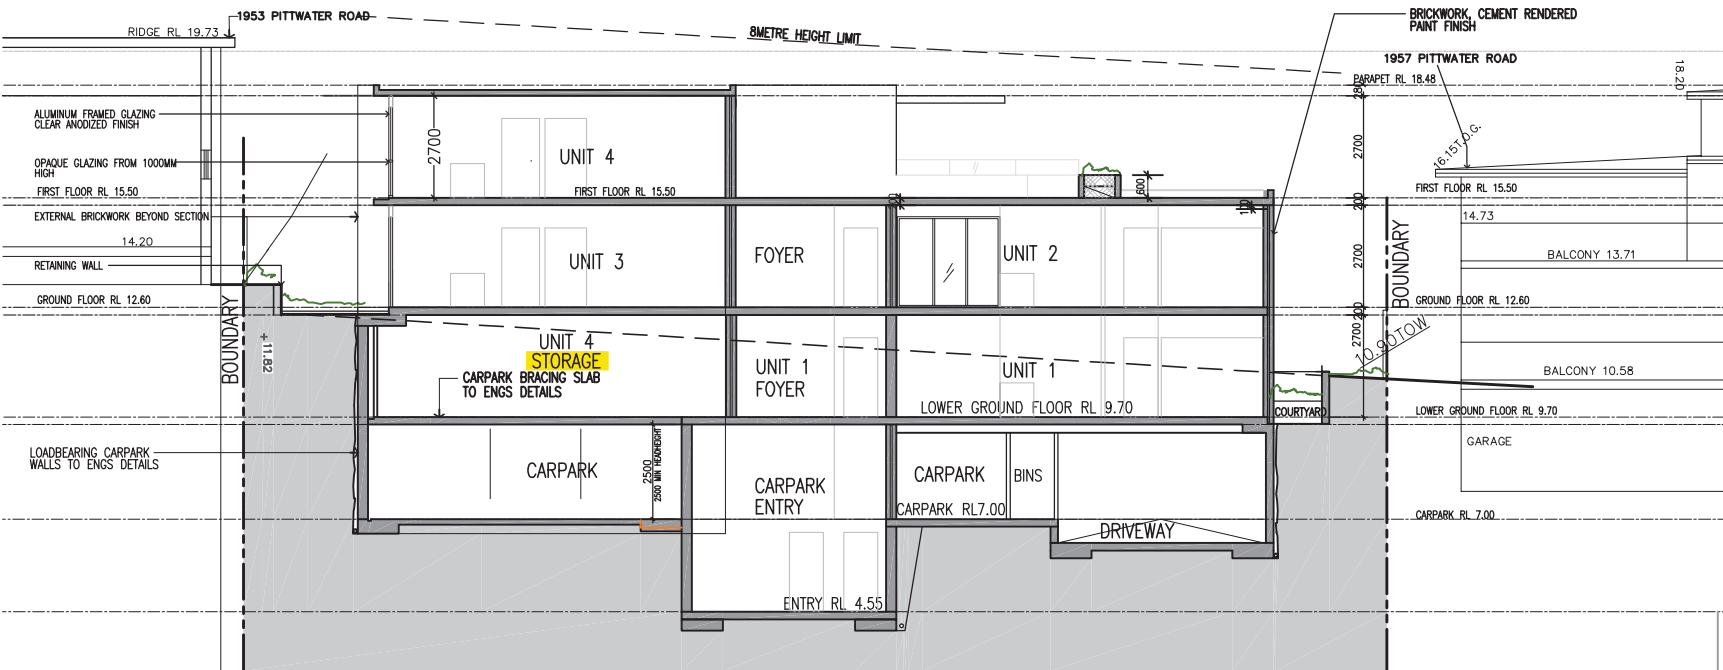 1953 PITTWATER ROAD
RIDGE RL 19.73
8METRE HEIGHT LIMIT
BRICKWORK, CEMENT RENDERED
PAINT FINISH
1957 PITTWATER ROAD
PARAPET RL 18.48
18.20
280
ALUMINUM FRAMED GLAZING
CLEAR ANODIZED FINISH
2700
UNIT 4
2700
16.15T.O.G.
OPAQUE GLAZING FROM 1000MM
HIGH
600
FIRST FLOOR RL 15.50
FIRST FLOOR RL 15.50
FIRST FLOOR RL 15.50
200
EXTERNAL BRICKWORK BEYOND SECTION
100
14.73
14.20
UNIT 3
FOYER
UNIT 2
2700
BOUNDARY
BALCONY 13.71
RETAINING WALL
GROUND FLOOR RL 12.60
GROUND FLOOR RL 12.60
200
BOUNDARY
+11.82
UNIT 4
STORAGE
2700
10.90TOW
CARPARK BRACING SLAB
TO ENGS DETAILS
UNIT 1
FOYER
UNIT 1
BALCONY 10.58
LOWER GROUND FLOOR RL 9.70
COURTYARD
LOWER GROUND FLOOR RL 9.70
GARAGE
LOADBEARING CARPARK
WALLS TO ENGS DETAILS
CARPARK
2500
2500 MIN HEADHEIGHT
CARPARK
ENTRY
CARPARK
BINS
CARPARK RL7.00
CARPARK RL 7.00
DRIVEWAY
ENTRY RL 4.55